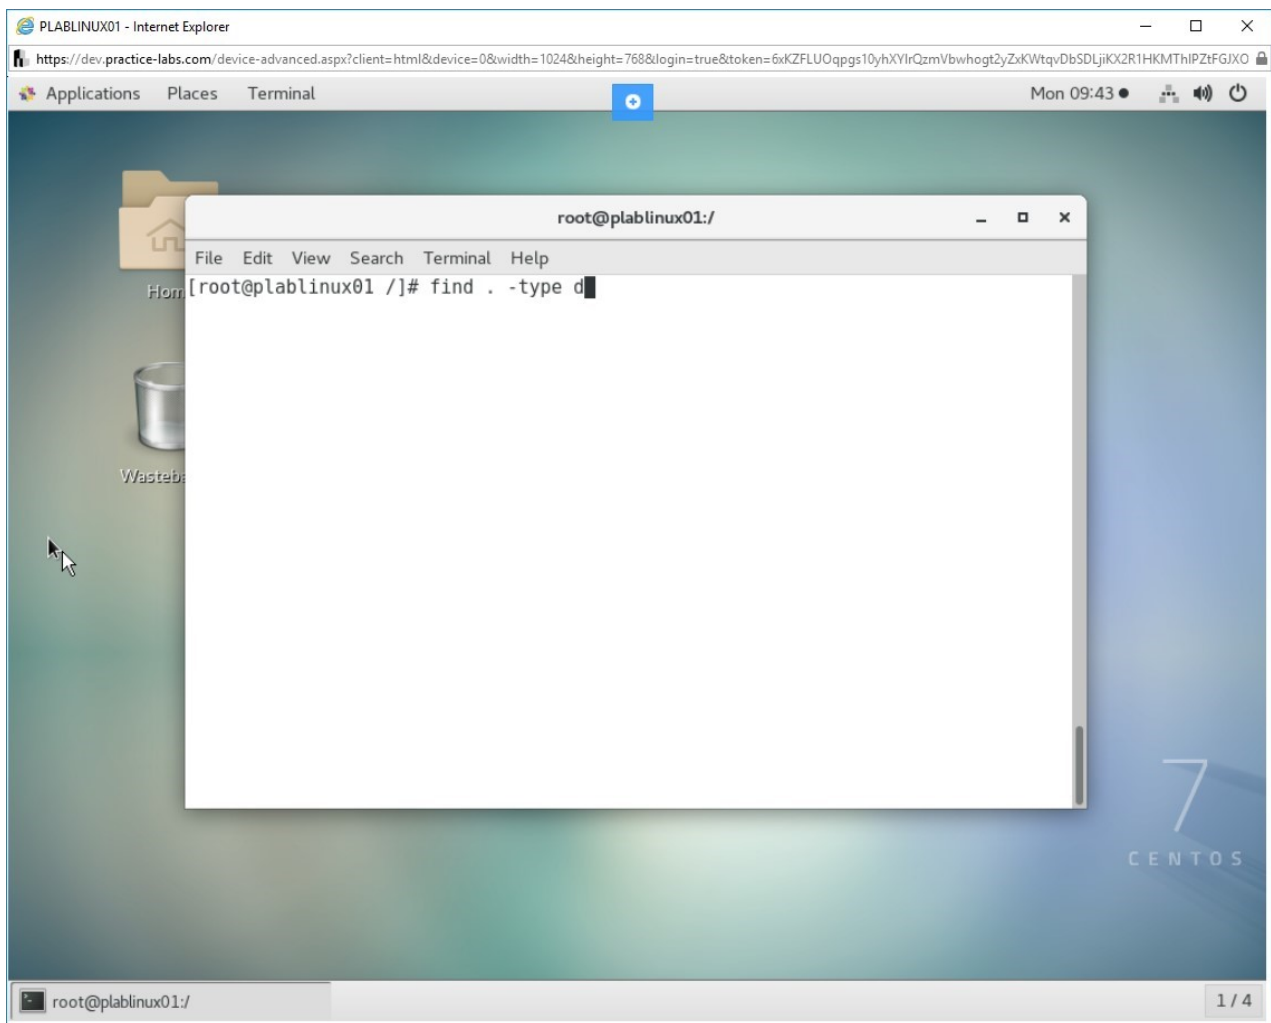 PLABLINUX01 - Internet Explorer
https://dev.practice-labs.com/device-advanced.aspx?client=html&device=0&width=1024&height=768&login=true&token=6xKZFLUOqpgs10yhXYIrQzmVbwhogt2yZxKWtqvDbSDLjiKX2R1HKMThIPZtFGJXO
Applications Places Terminal Mon 09:43
root@plablinux01:/
File Edit View Search Terminal Help
[root@plablinux01 /]# find . -type d
Hom
Wasteb
7
CENTOS
root@plablinux01:/ 1 / 4